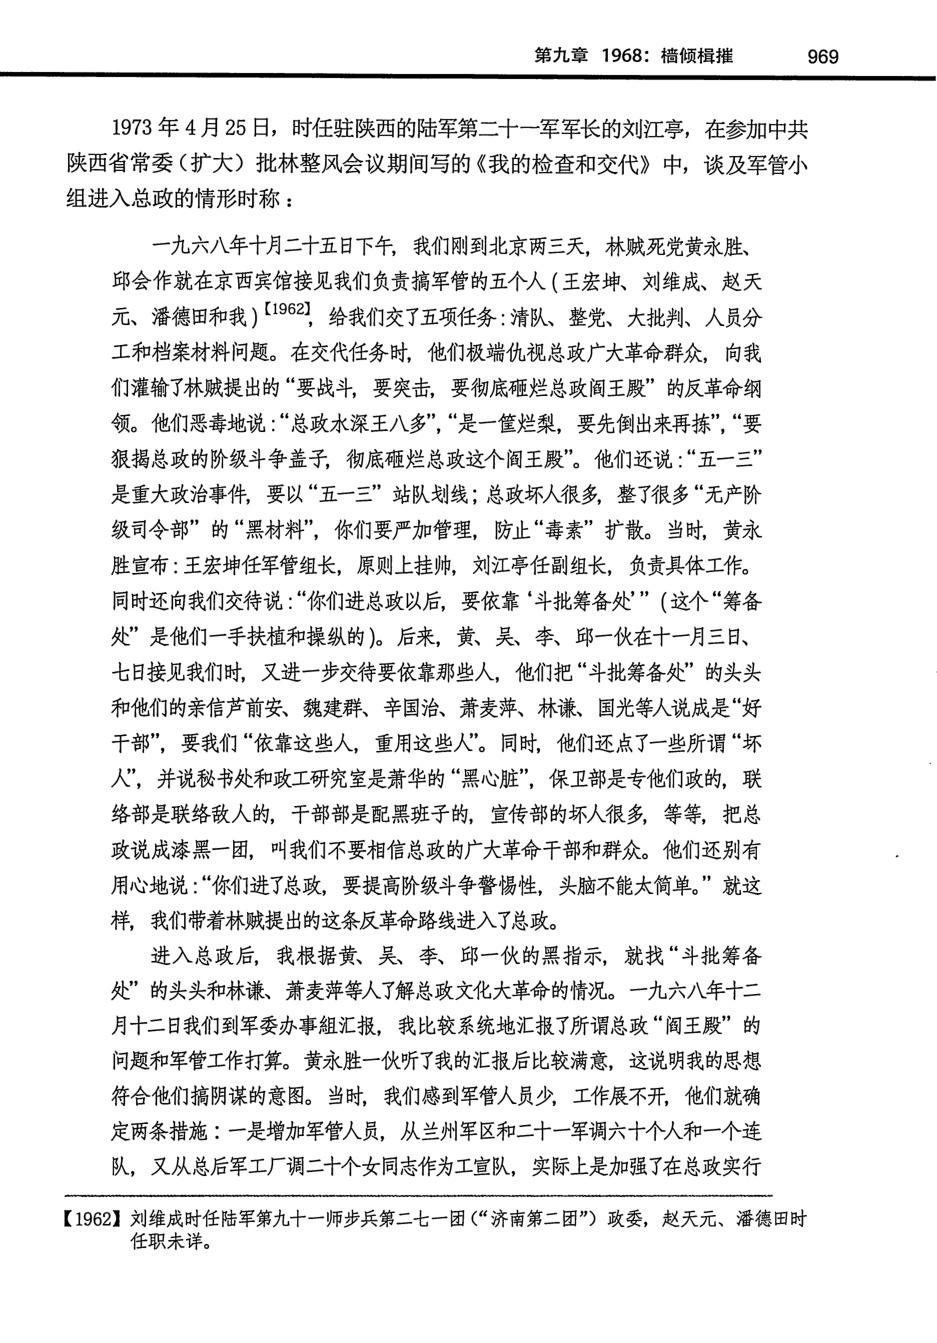 第九章 1968：樯倾楫摧 969
1973 年 4 月 25 日，时任驻陕西的陆军第二十一军军长的刘江亭，在参加中共
陕西省常委（扩大）批林整风会议期间写的《我的检查和交代》中，谈及军管小
组进入总政的情形时称：
一九六八年十月二十五日下午，我们刚到北京两三天，林贼死党黄永胜、
邱会作就在京西宾馆接见我们负责搞军管的五个人（王宏坤、刘维成、赵天
元、潘德田和我）【1962】，给我们交了五项任务：清队、整党、大批判、人员分
工和档案材料问题。在交代任务时，他们极端仇视总政广大革命群众，向我
们灌输了林贼提出的“要战斗，要突击，要彻底砸烂总政阎王殿”的反革命纲
领。他们恶毒地说：“总政水深王八多”，“是一筐烂梨，要先倒出来再拣”，“要
狠揭总政的阶级斗争盖子，彻底砸烂总政这个阎王殿”。他们还说：“五一三”
是重大政治事件，要以“五一三”站队划线；总政坏人很多，整了很多“无产阶
级司令部”的“黑材料”，你们要严加管理，防止“毒素”扩散。当时，黄永
胜宣布：王宏坤任军管组长，原则上挂帅，刘江亭任副组长，负责具体工作。
同时还向我们交待说：“你们进总政以后，要依靠‘斗批筹备处’”（这个“筹备
处”是他们一手扶植和操纵的）。后来，黄、吴、李、邱一伙在十一月三日、
七日接见我们时，又进一步交待要依靠那些人，他们把“斗批筹备处”的头头
和他们的亲信芦前安、魏建群、辛国治、萧麦萍、林谦、国光等人说成是“好
干部”，要我们“依靠这些人，重用这些人”。同时，他们还点了一些所谓“坏
人”，并说秘书处和政工研究室是萧华的“黑心脏”，保卫部是专他们政的，联
络部是联络敌人的，干部部是配黑班子的，宣传部的坏人很多，等等，把总
政说成漆黑一团，叫我们不要相信总政的广大革命干部和群众。他们还别有
用心地说：“你们进了总政，要提高阶级斗争警惕性，头脑不能太简单。”就这
样，我们带着林贼提出的这条反革命路线进入了总政。
进入总政后，我根据黄、吴、李、邱一伙的黑指示，就找“斗批筹备
处”的头头和林谦、萧麦萍等人了解总政文化大革命的情况。一九六八年十二
月十二日我们到军委办事组汇报，我比较系统地汇报了所谓总政“阎王殿”的
问题和军管工作打算。黄永胜一伙听了我的汇报后比较满意，这说明我的思想
符合他们搞阴谋的意图。当时，我们感到军管人员少，工作展不开，他们就确
定两条措施：一是增加军管人员，从兰州军区和二十一军调六十个人和一个连
队，又从总后军工厂调二十个女同志作为工宣队，实际上是加强了在总政实行
【1962】刘维成时任陆军第九十一师步兵第二七一团（“济南第二团”）政委，赵天元、潘德田时
任职未详。